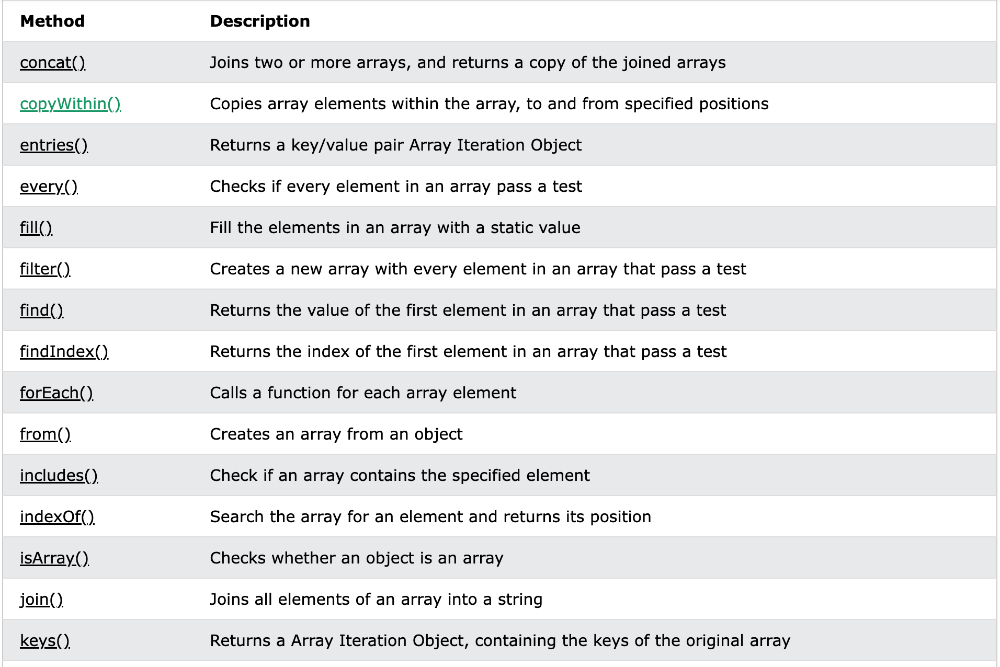 Method Description
concat() Joins two or more arrays, and returns a copy of the joined arrays
copyWithin() Copies array elements within the array, to and from specified positions
entries() Returns a key/value pair Array Iteration Object
every() Checks if every element in an array pass a test
fill() Fill the elements in an array with a static value
filter() Creates a new array with every element in an array that pass a test
find() Returns the value of the first element in an array that pass a test
findIndex() Returns the index of the first element in an array that pass a test
forEach() Calls a function for each array element
from() Creates an array from an object
includes() Check if an array contains the specified element
indexOf() Search the array for an element and returns its position
isArray() Checks whether an object is an array
join() Joins all elements of an array into a string
keys() Returns a Array Iteration Object, containing the keys of the original array